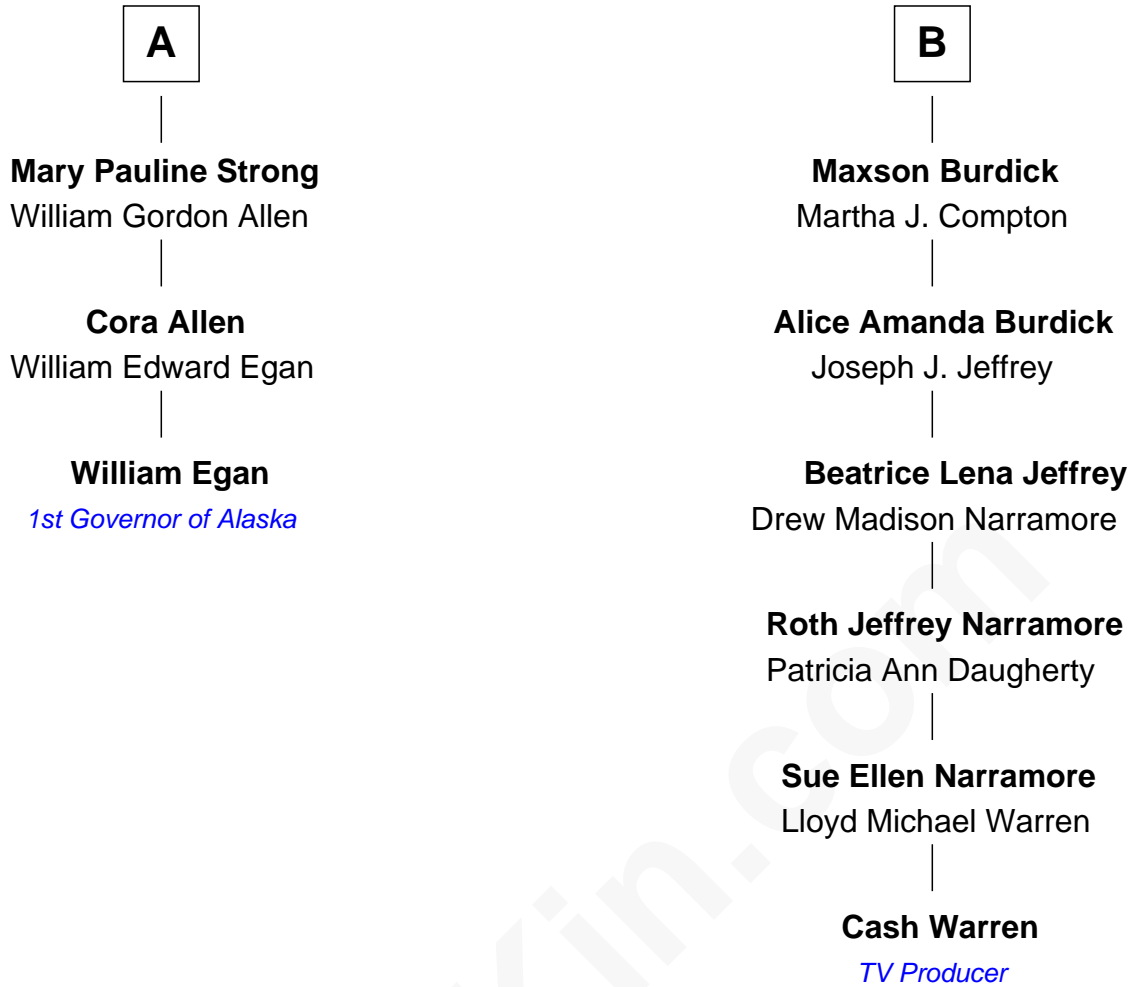 A
Mary Pauline Strong
William Gordon Allen
Cora Allen
William Edward Egan
William Egan
1st Governor of Alaska
B
Maxson Burdick
Martha J. Compton
Alice Amanda Burdick
Joseph J. Jeffrey
Beatrice Lena Jeffrey
Drew Madison Narramore
Roth Jeffrey Narramore
Patricia Ann Daugherty
Sue Ellen Narramore
Lloyd Michael Warren
Cash Warren
TV Producer